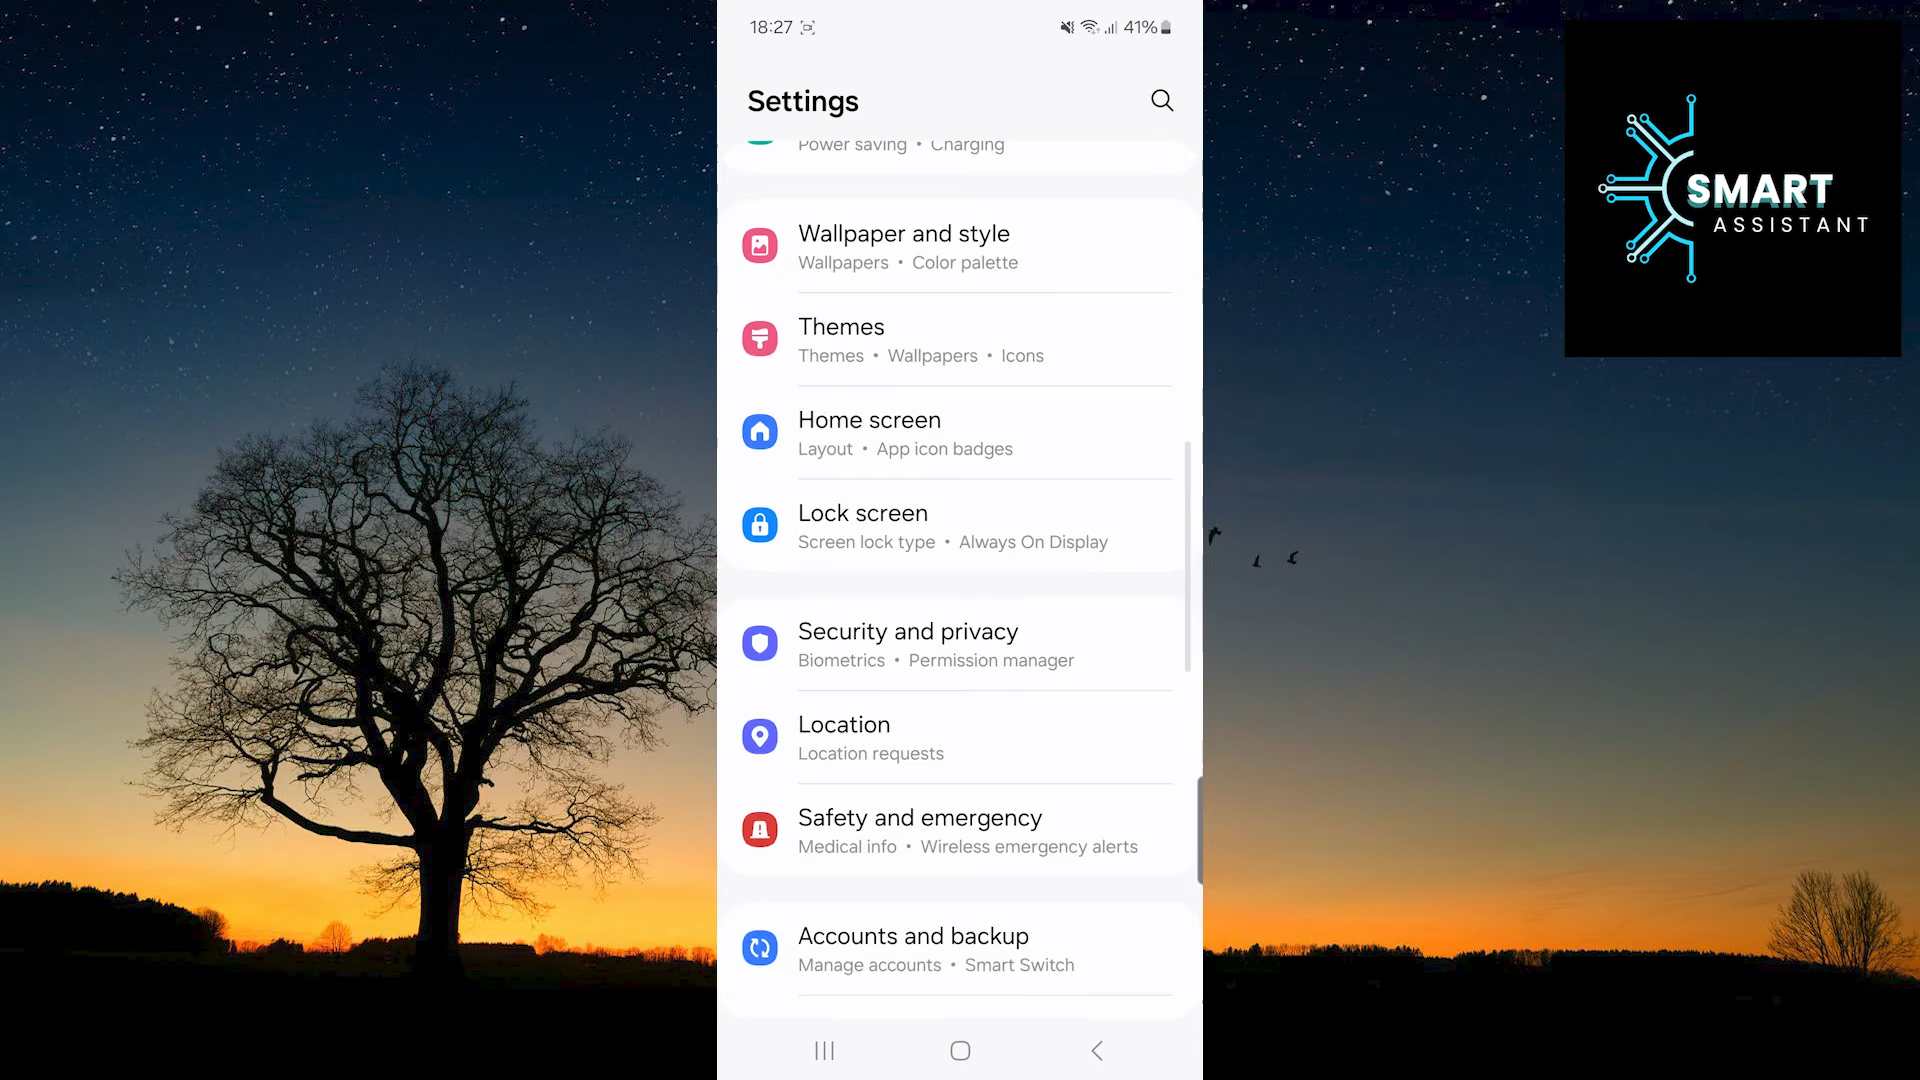 18:27
41%
Settings
Power saving • Charging
Wallpaper and style
Wallpapers • Color palette
Themes
Themes • Wallpapers • Icons
Home screen
Layout • App icon badges
Lock screen
Screen lock type • Always On Display
Security and privacy
Biometrics • Permission manager
Location
Location requests
Safety and emergency
Medical info • Wireless emergency alerts
Accounts and backup
Manage accounts • Smart Switch
SMART
ASSISTANT